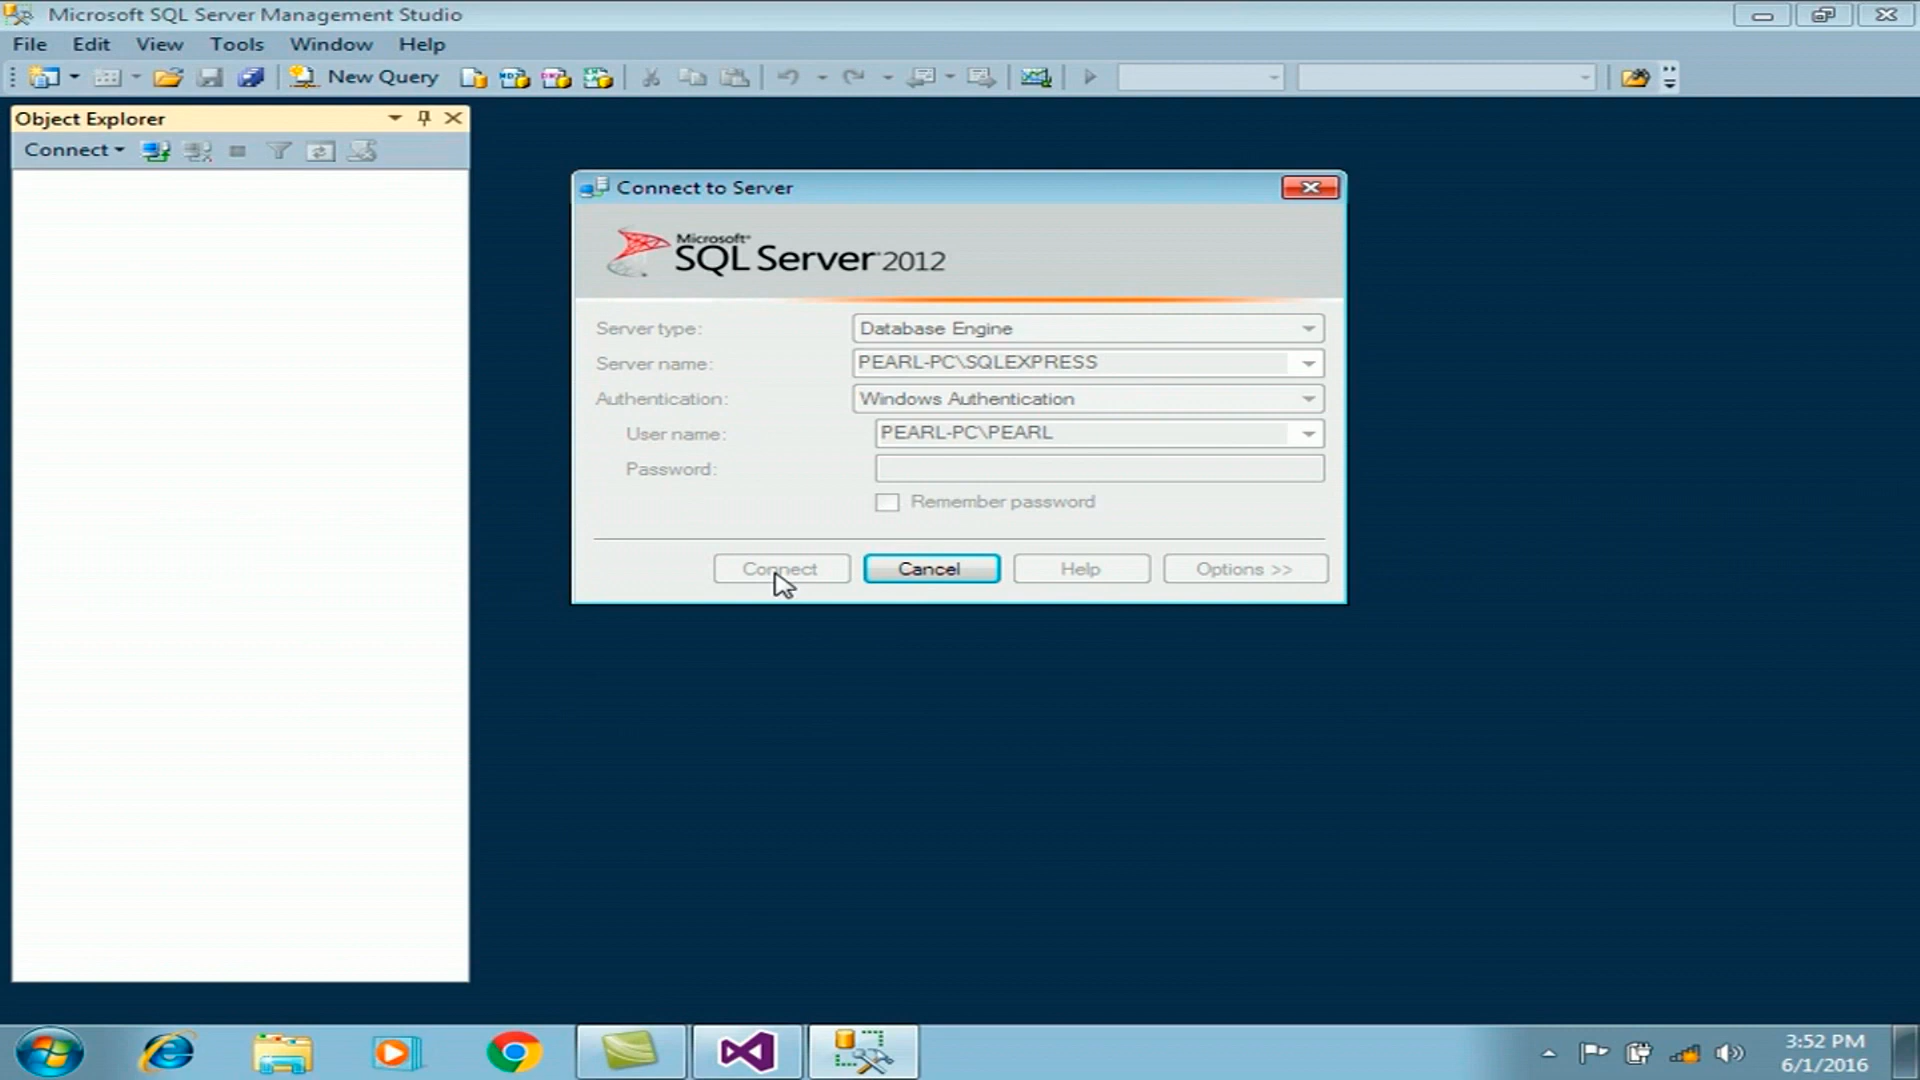 Microsoft SQL Server Management Studio
File Edit View Tools Window Help
New Query
Object Explorer
Connect
Connect to Server
Microsoft®
SQL Server 2012
Server type: Database Engine
Server name: PEARL-PC\SQLEXPRESS
Authentication: Windows Authentication
User name: PEARL-PC\PEARL
Password:
Remember password
Connect Cancel Help Options >>
3:52 PM
6/1/2016